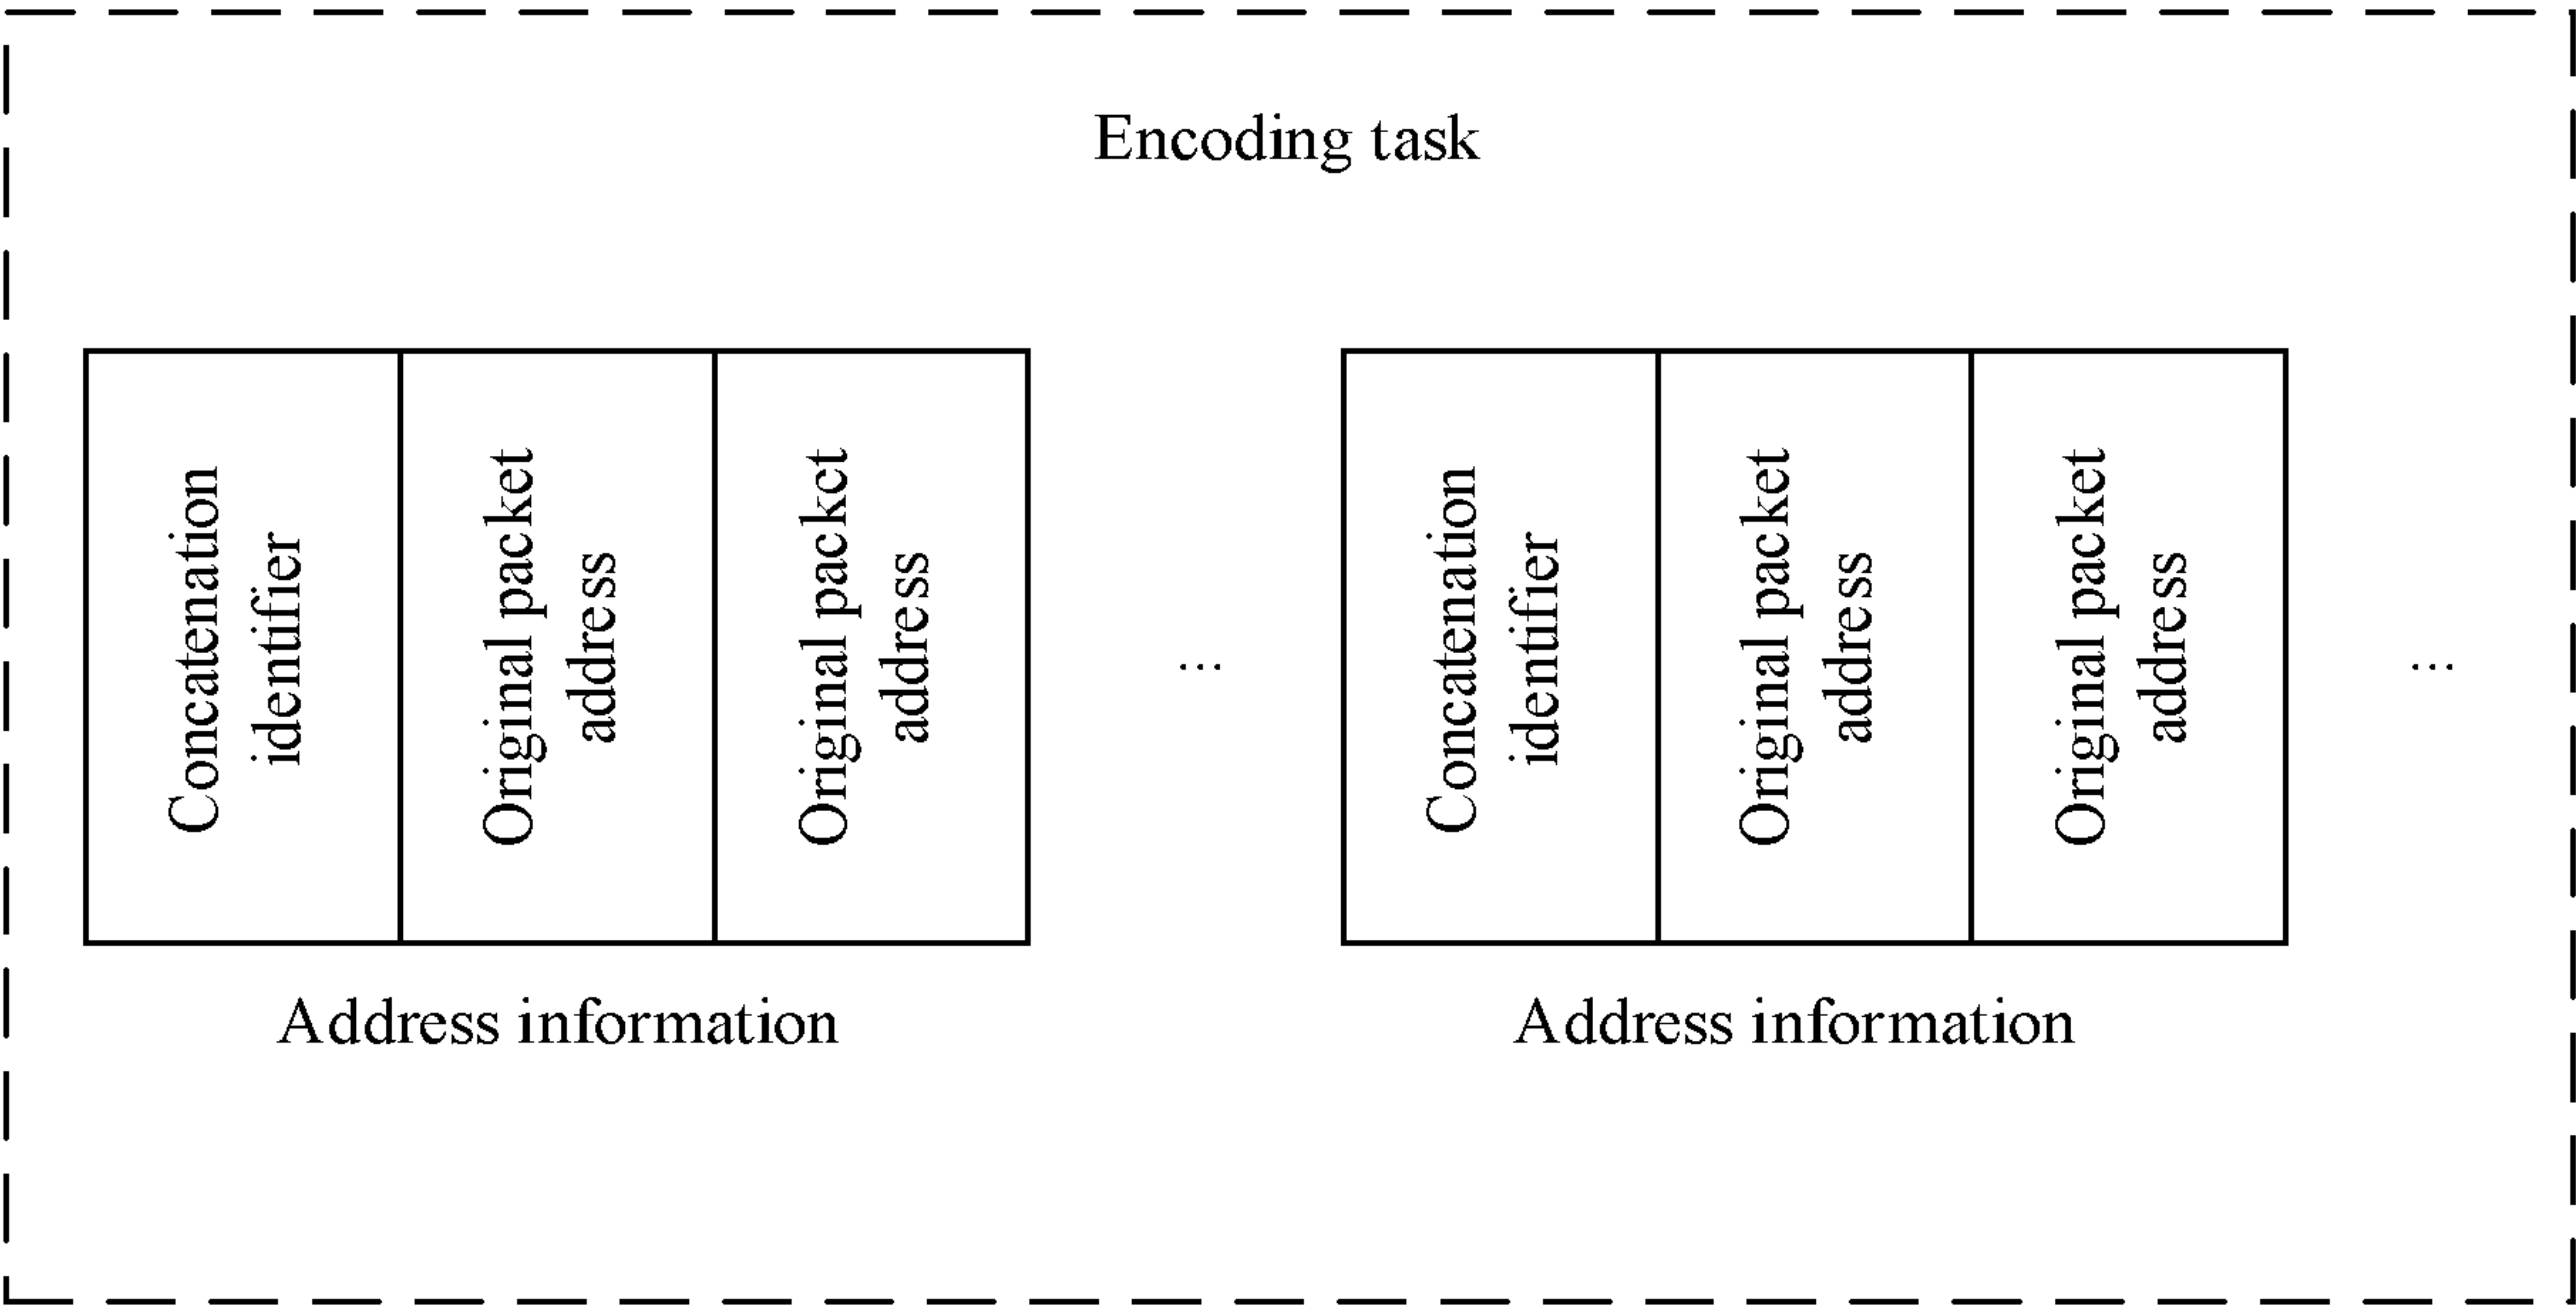 Encoding task
Concatenation
identifier
Original packet
address
Original packet
address
...
Concatenation
identifier
Original packet
address
Original packet
address
...
Address information
Address information